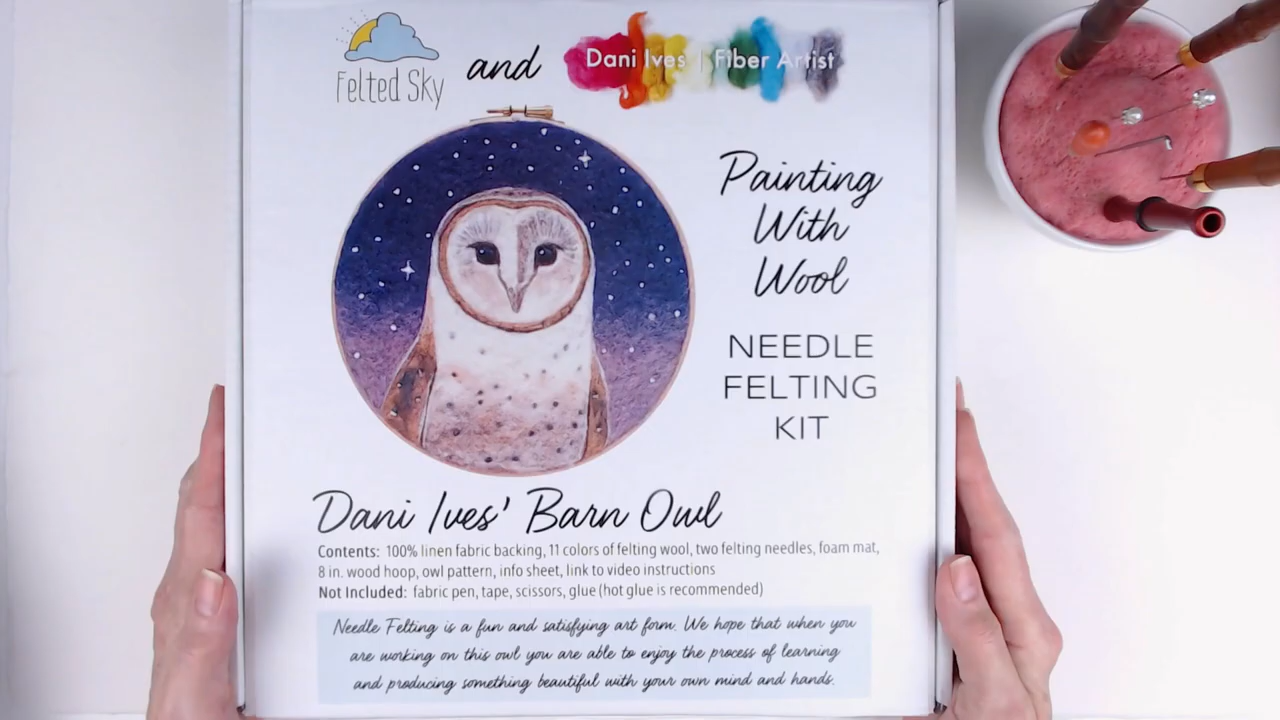 Felted Sky
and
Dani Ives | Fiber Artist
Painting
With
Wool
NEEDLE
FELTING
KIT
Dani Ives' Barn Owl
Contents: 100% linen fabric backing, 11 colors of felting wool, two felting needles, foam mat,
8 in. wood hoop, owl pattern, info sheet, link to video instructions
Not Included: fabric pen, tape, scissors, glue (hot glue is recommended)
Needle Felting is a fun and satisfying art form. We hope that when you
are working on this owl you are able to enjoy the process of learning
and producing something beautiful with your own mind and hands.